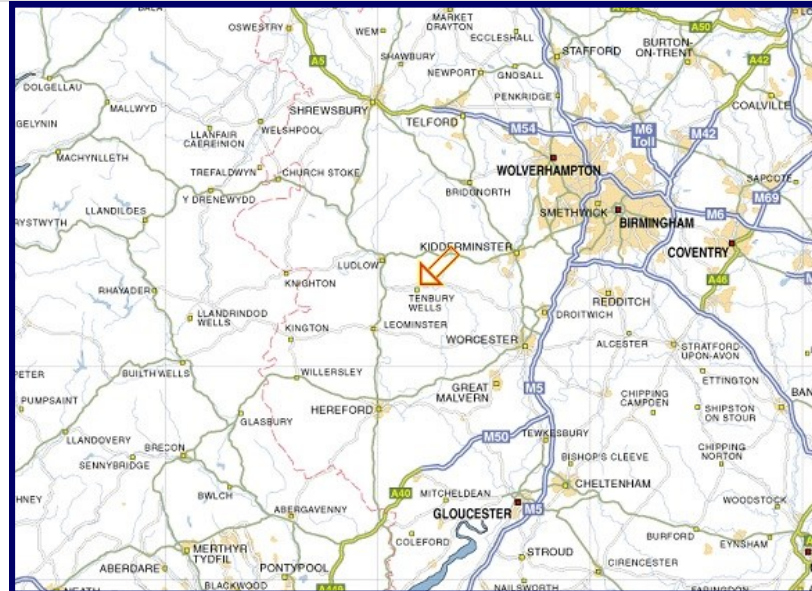 OSWESTRY
WEM
MARKET
DRAYTON
ECCLESHALL
STAFFORD
BURTON-
ON-TRENT
A50
A42
A5
SHAWBURY
NEWPORT
GNOSALL
PENKRIDGE
COALVILLE
DOLGELLAU
MALLWYD
SHREWSBURY
TELFORD
M54
M6
Toll
M42
GELYNIN
LLANFAIR
CAEREINION
WELSHPOOL
MACHYNLLETH
TREFALDWYN
CHURCH STOKE
WOLVERHAMPTON
SAPCOTE
M69
Y DRENEWYDD
BRIDGNORTH
SMETHWICK
BIRMINGHAM
M6
RYSTWYTH
LLANDILOES
KIDDERMINSTER
COVENTRY
LUDLOW
A46
RHAYADER
KNIGHTON
TENBURY
WELLS
REDDITCH
LLANDRINDOD
WELLS
KINGTON
LEOMINSTER
DROITWICH
WORCESTER
ALCESTER
STRATFORD-
UPON-AVON
PETER
BUILTH WELLS
WILLERSLEY
GREAT
MALVERN
M5
ETTINGTON
PUMPSAINT
HEREFORD
CHIPPING
CAMPDEN
SHIPSTON
ON STOUR
BAN
GLASBURY
LLANDOVERY
BRECON
M50
TEWKESBURY
SENNYBRIDGE
BISHOP'S CLEEVE
CHIPPING
NORTON
HNEY
BWLCH
A40
MITCHELDEAN
CHELTENHAM
WOODSTOCK
ABERGAVENNY
GLOUCESTER
M5
COLEFORD
BURFORD
EYNSHAM
MERTHYR
TYDFIL
STROUD
ABERDARE
PONTYPOOL
CIRENCESTER
BLACKWOOD
A449
NAILSWORTH
NEATH